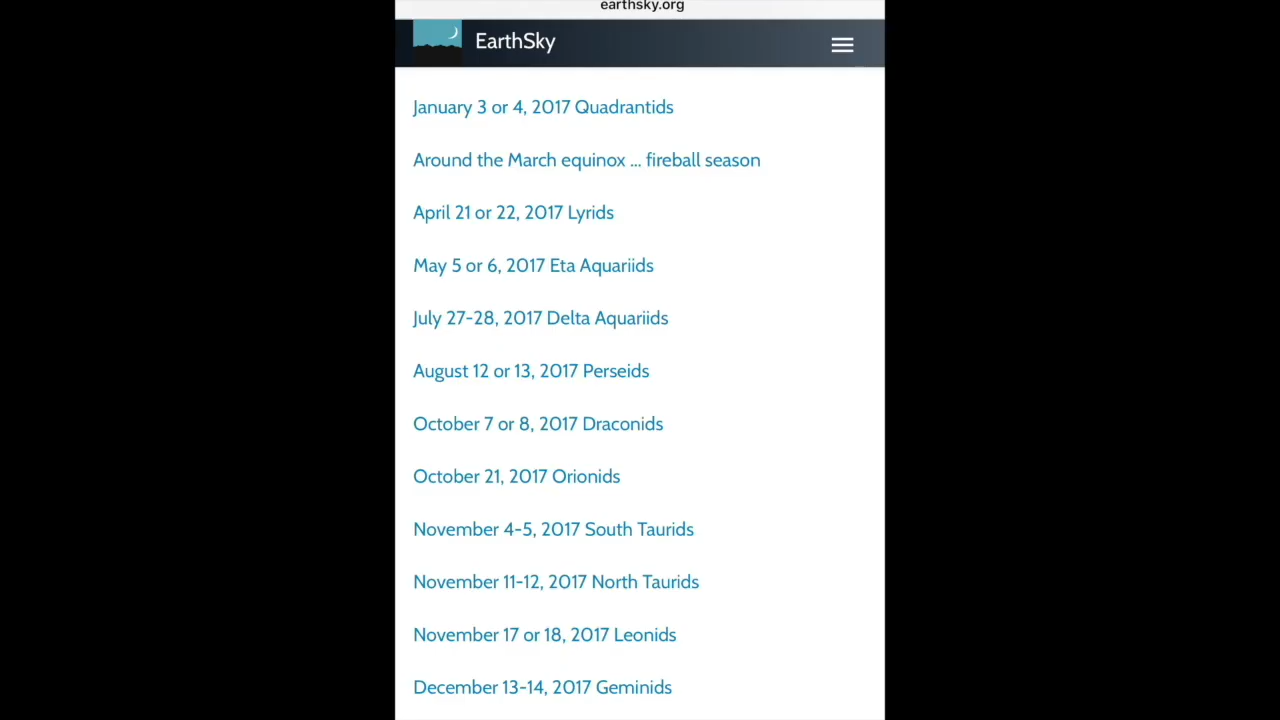 earthsky.org
EarthSky
January 3 or 4, 2017 Quadrantids
Around the March equinox ... fireball season
April 21 or 22, 2017 Lyrids
May 5 or 6, 2017 Eta Aquariids
July 27-28, 2017 Delta Aquariids
August 12 or 13, 2017 Perseids
October 7 or 8, 2017 Draconids
October 21, 2017 Orionids
November 4-5, 2017 South Taurids
November 11-12, 2017 North Taurids
November 17 or 18, 2017 Leonids
December 13-14, 2017 Geminids